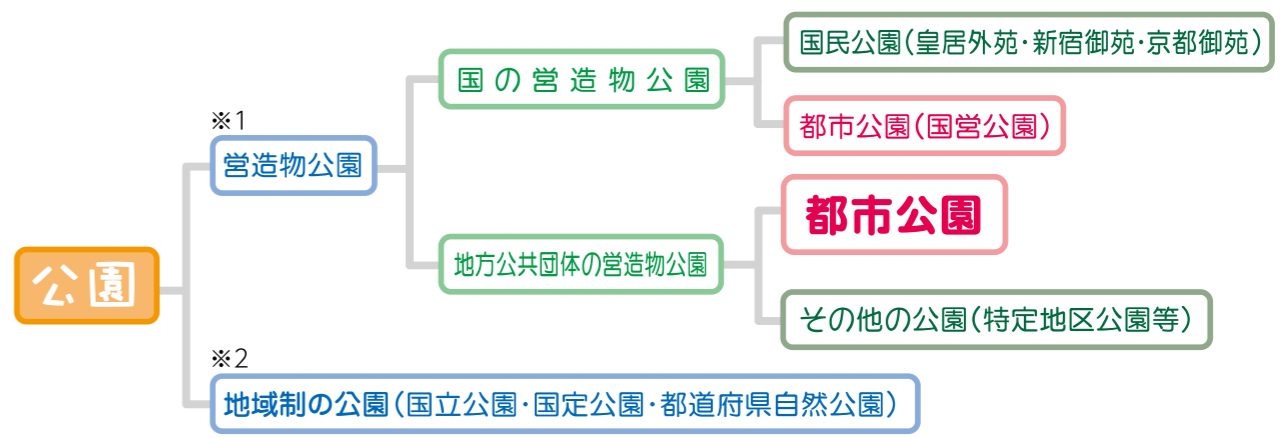 公園
※1
営造物公園
国の営造物公園
国民公園(皇居外苑・新宿御苑・京都御苑)
都市公園(国営公園)
地方公共団体の営造物公園
都市公園
その他の公園(特定地区公園等)
※2
地域制の公園(国立公園・国定公園・都道府県自然公園)